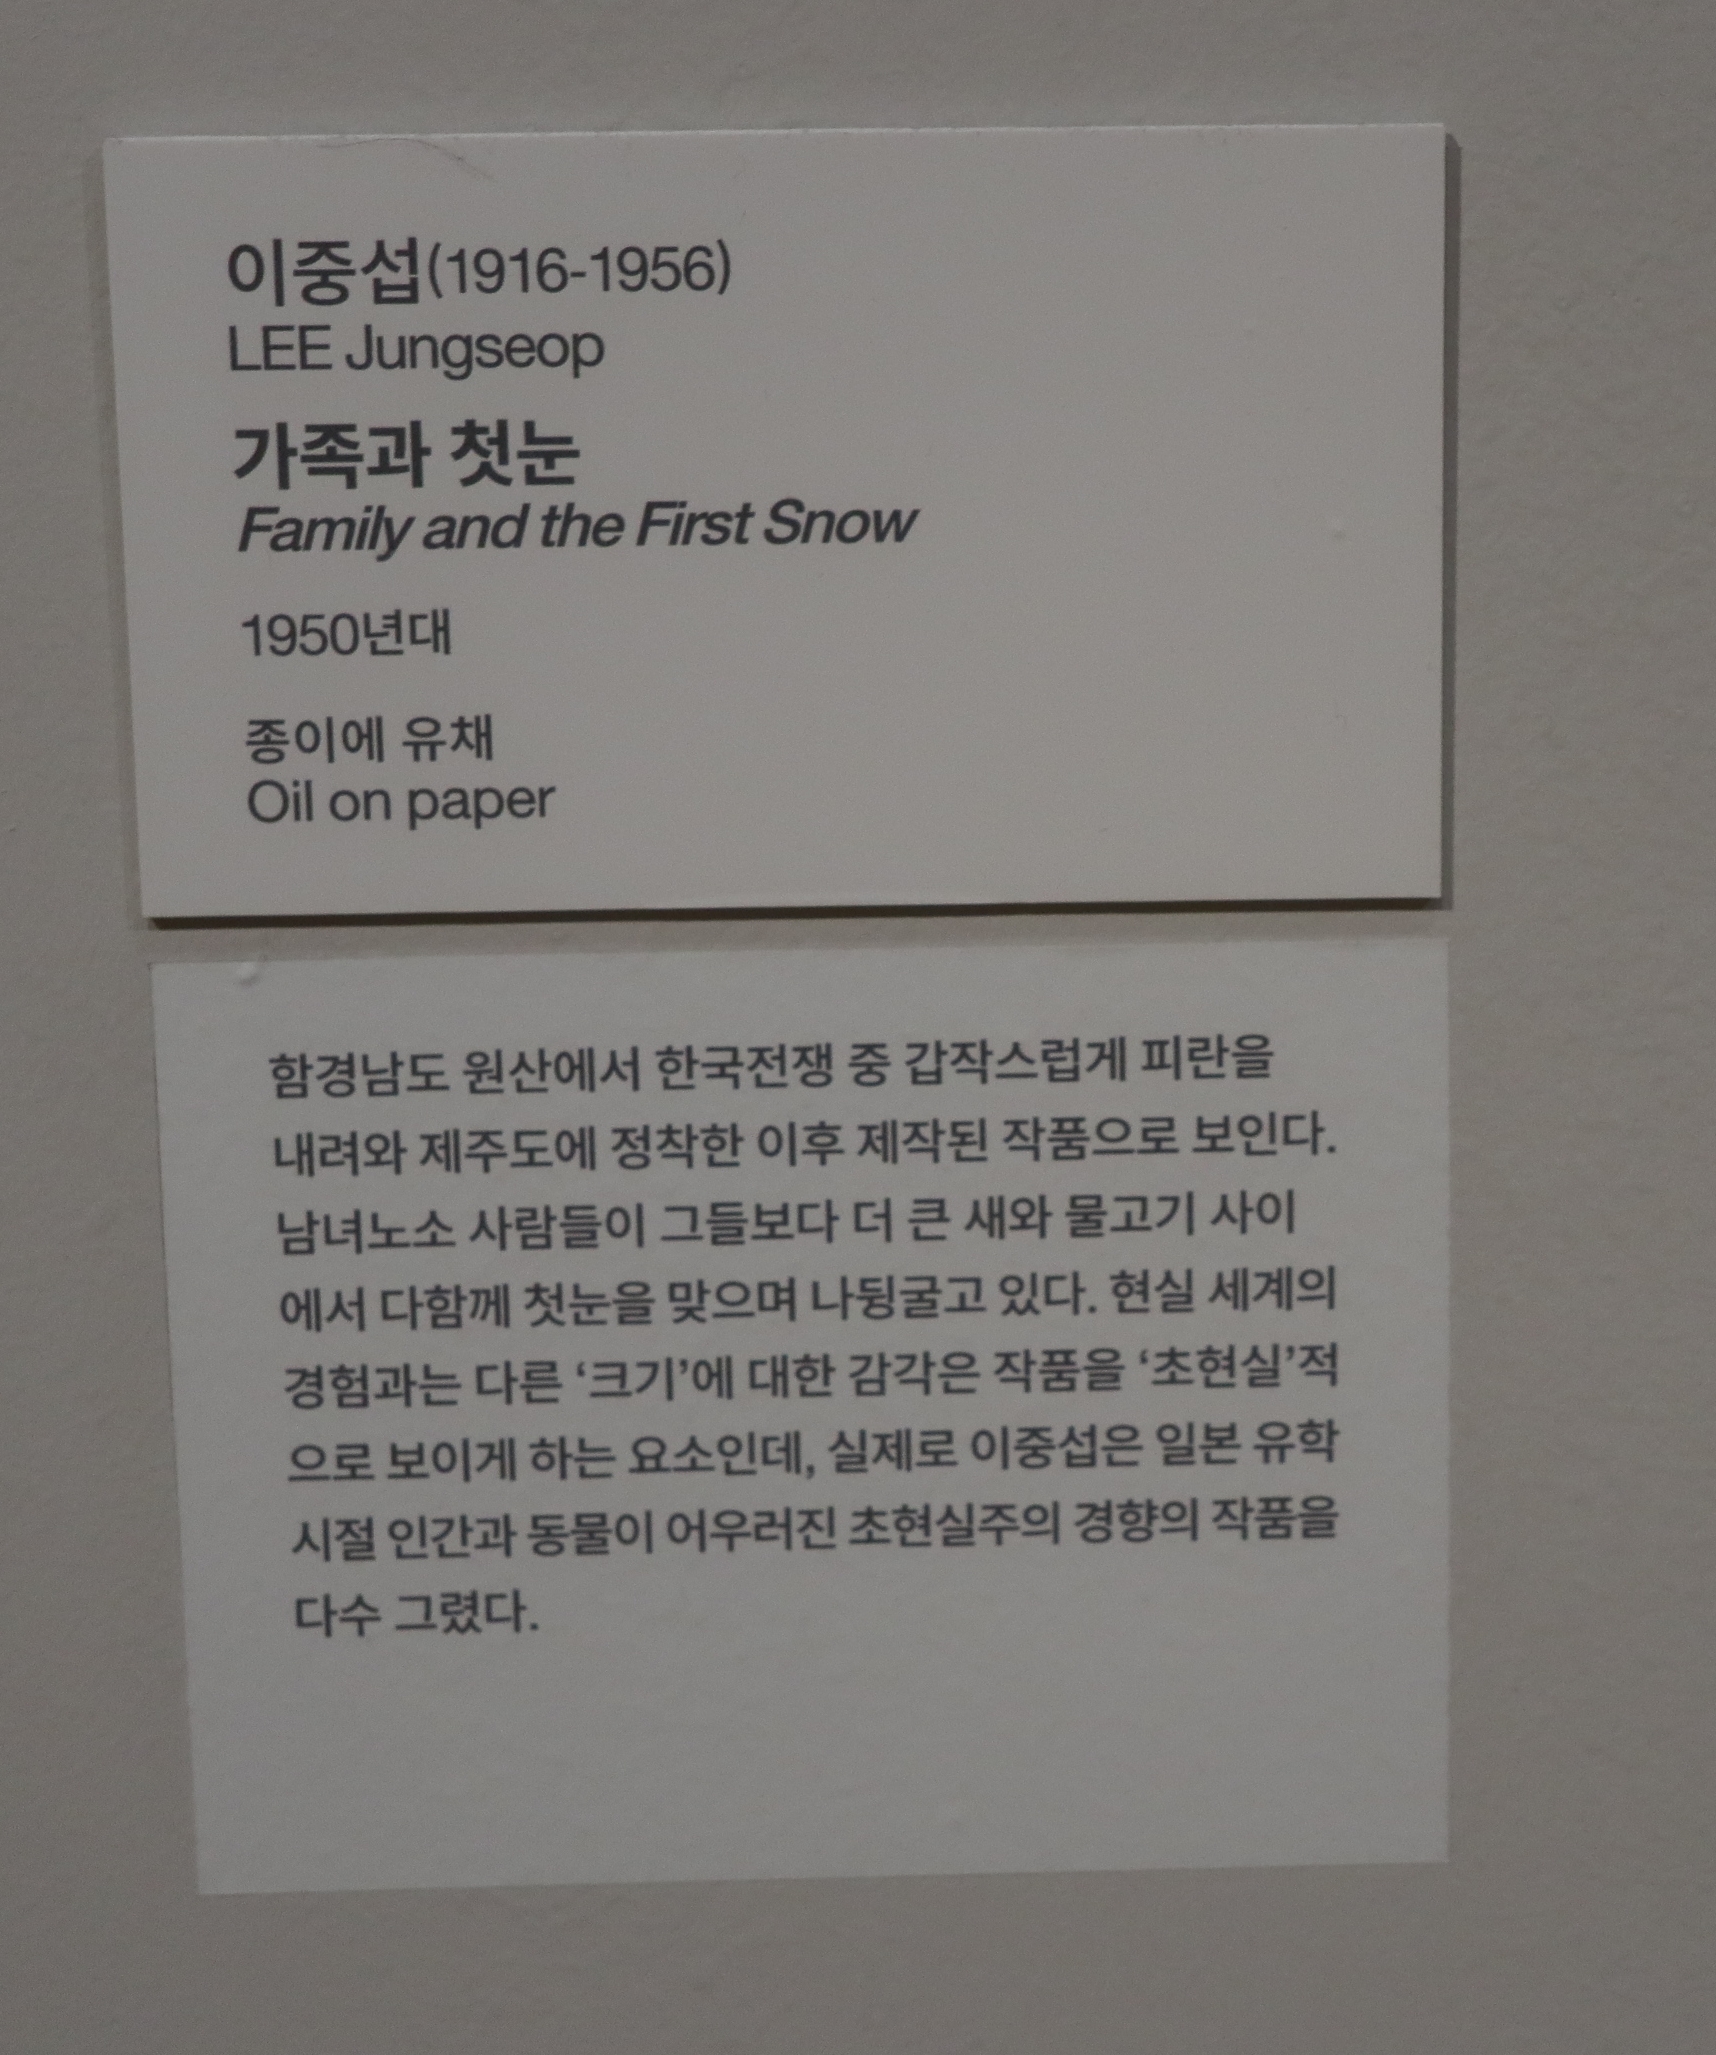 이중섭(1916-1956)
LEE Jungseop
가족과 첫눈
Family and the First Snow
1950년대
종이에 유채
Oil on paper
함경남도 원산에서 한국전쟁 중 갑작스럽게 피란을
내려와 제주도에 정착한 이후 제작된 작품으로 보인다.
남녀노소 사람들이 그들보다 더 큰 새와 물고기 사이
에서 다함께 첫눈을 맞으며 나뒹굴고 있다. 현실 세계의
경험과는 다른 ‘크기’에 대한 감각은 작품을 ‘초현실’적
으로 보이게 하는 요소인데, 실제로 이중섭은 일본 유학
시절 인간과 동물이 어우러진 초현실주의 경향의 작품을
다수 그렸다.